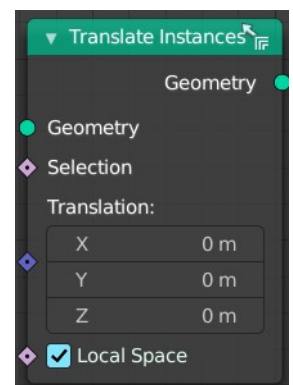 Translate Instances
Geometry
Geometry
Selection
Translation:
X 0 m
Y 0 m
Z 0 m
Local Space